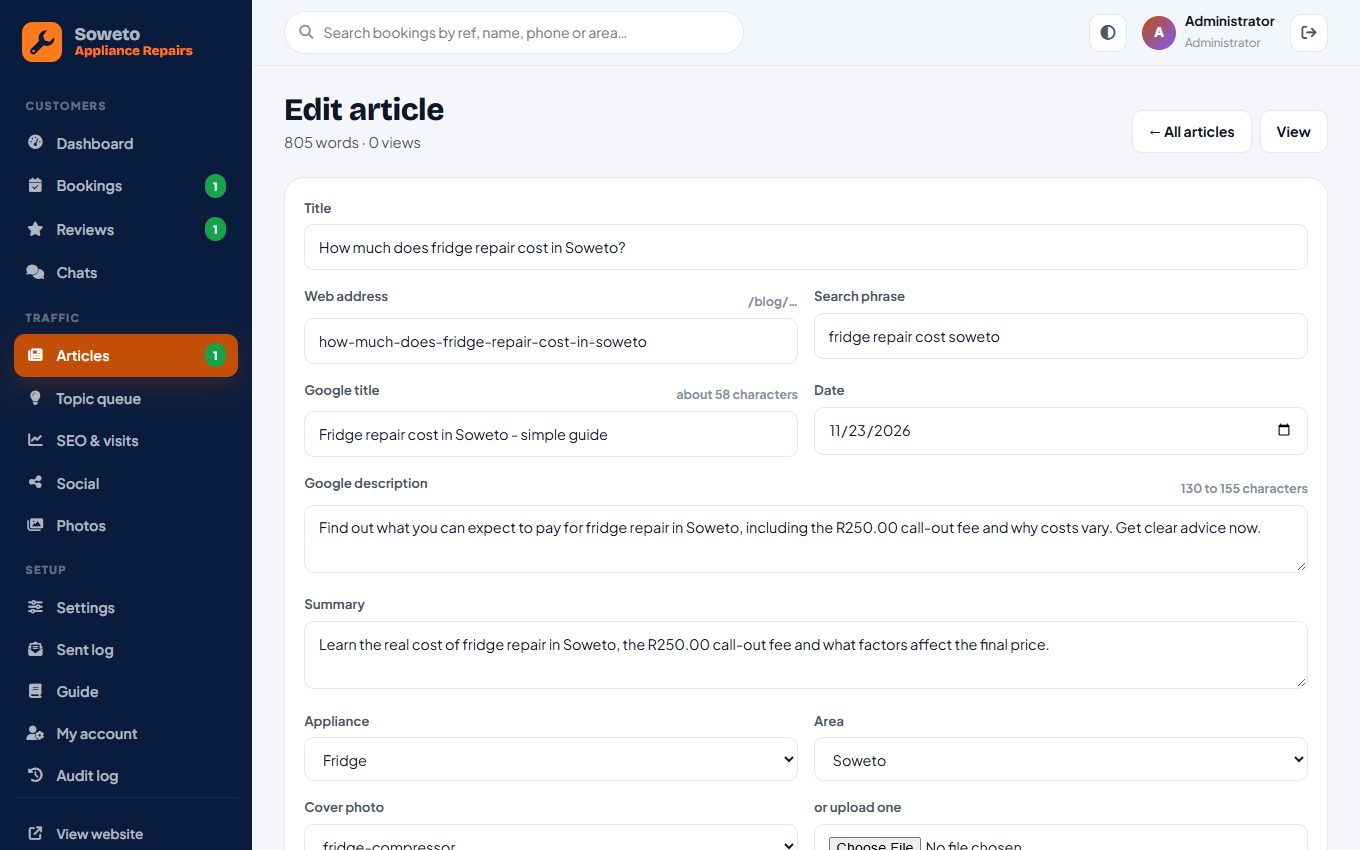 Soweto
Appliance Repairs
CUSTOMERS
Dashboard
Bookings 1
Reviews 1
Chats
TRAFFIC
Articles 1
Topic queue
SEO & visits
Social
Photos
SETUP
Settings
Sent log
Guide
My account
Audit log
View website
Search bookings by ref, name, phone or area…
A
Administrator
Administrator
Edit article
805 words · 0 views
← All articles
View
Title
How much does fridge repair cost in Soweto?
Web address /blog/…
how-much-does-fridge-repair-cost-in-soweto
Search phrase
fridge repair cost soweto
Google title about 58 characters
Fridge repair cost in Soweto - simple guide
Date
11/23/2026
Google description 130 to 155 characters
Find out what you can expect to pay for fridge repair in Soweto, including the R250.00 call-out fee and why costs vary. Get clear advice now.
Summary
Learn the real cost of fridge repair in Soweto, the R250.00 call-out fee and what factors affect the final price.
Appliance
Fridge
Area
Soweto
Cover photo
fridge-compressor
or upload one
Choose File No file chosen